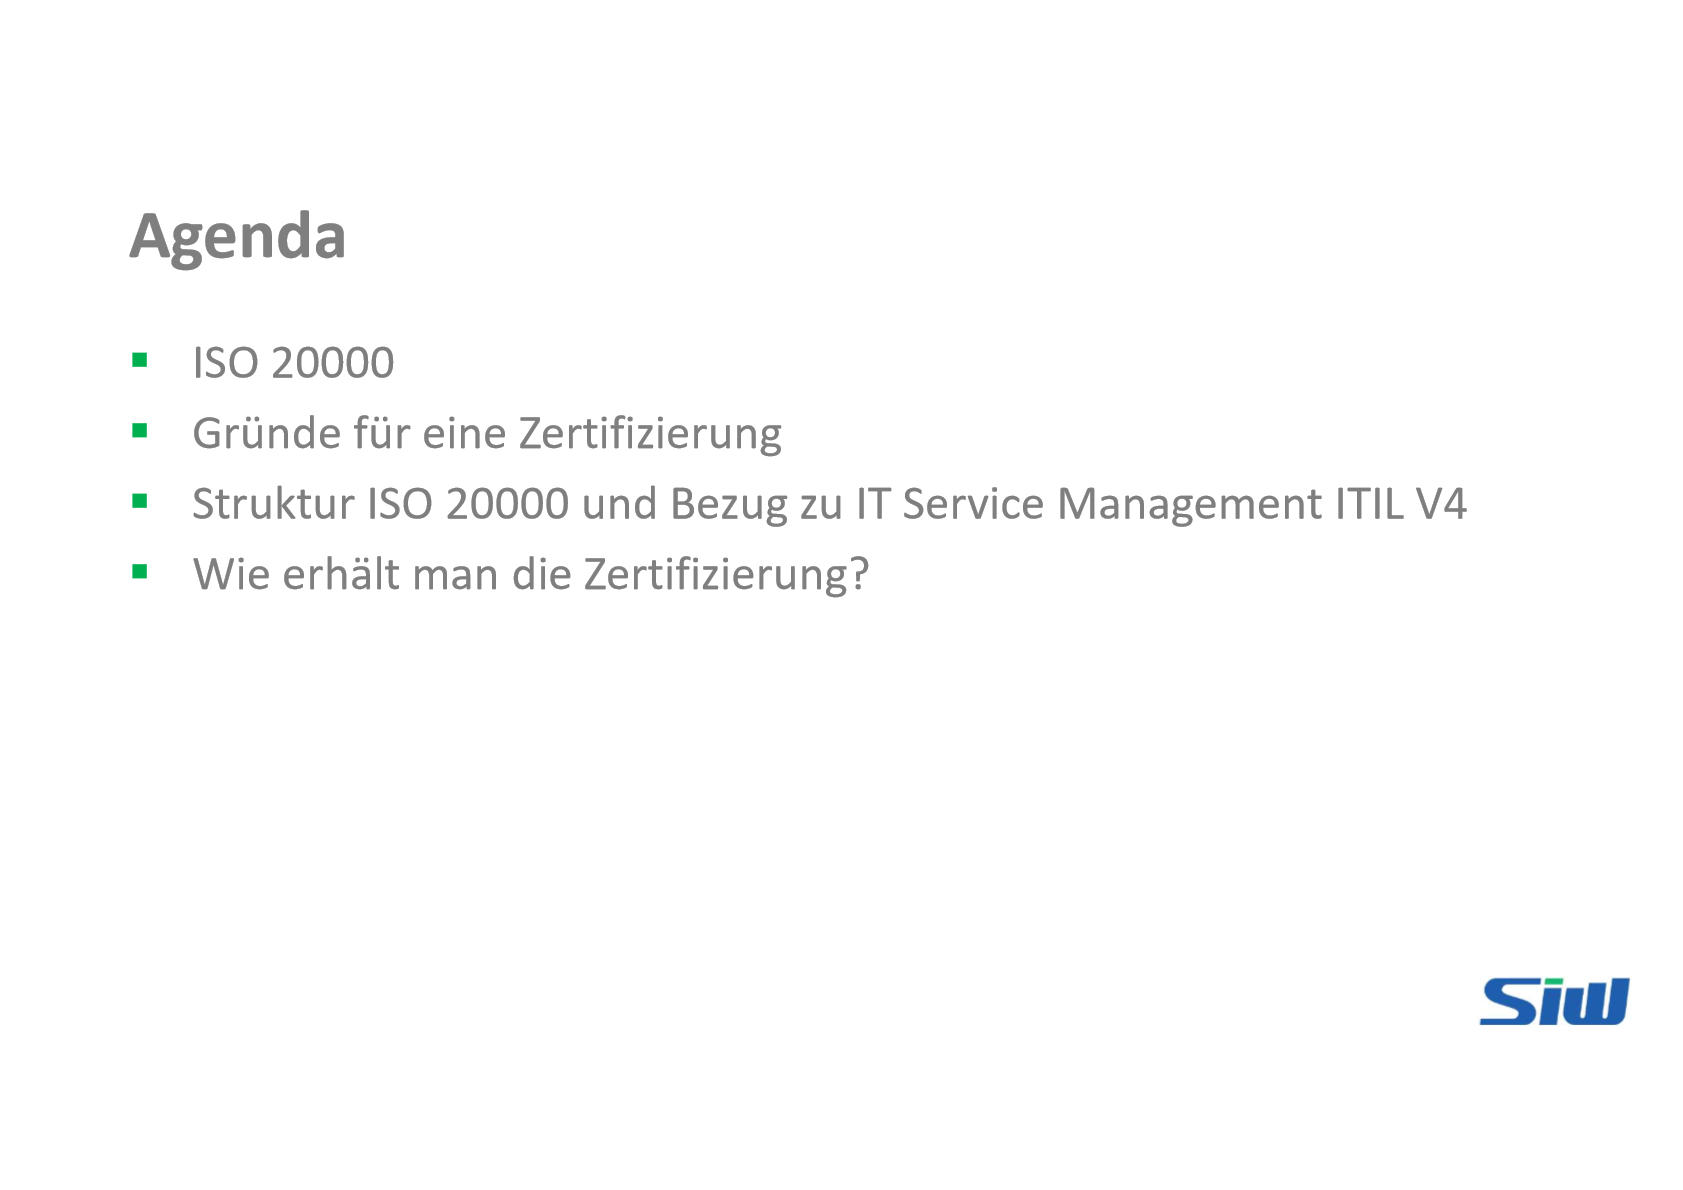 Agenda
▪ ISO 20000
▪ Gründe für eine Zertifizierung
▪ Struktur ISO 20000 und Bezug zu IT Service Management ITIL V4
▪ Wie erhält man die Zertifizierung?
Siw